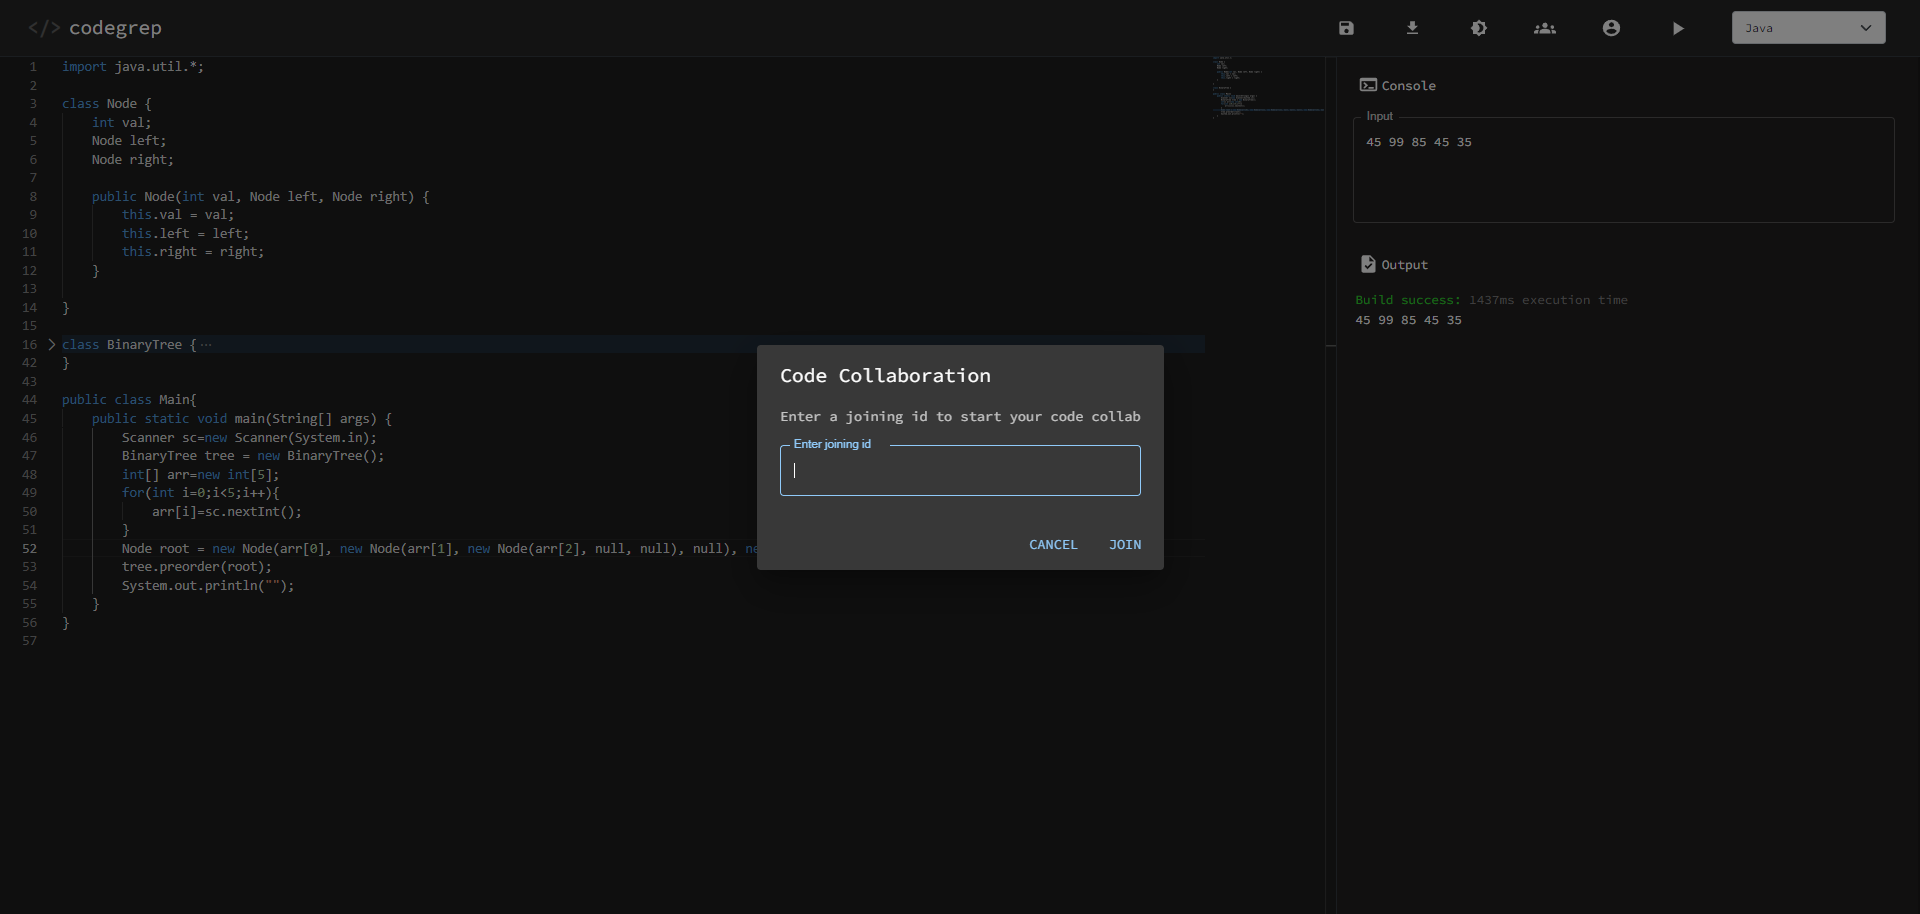 </> codegrep
Java
1 import java.util.*;
2
3 class Node {
4 int val;
5 Node left;
6 Node right;
7
8 public Node(int val, Node left, Node right) {
9 this.val = val;
10 this.left = left;
11 this.right = right;
12 }
13
14 }
15
16 class BinaryTree { ···
42 }
43
44 public class Main{
45 public static void main(String[] args) {
46 Scanner sc=new Scanner(System.in);
47 BinaryTree tree = new BinaryTree();
48 int[] arr=new int[5];
49 for(int i=0;i<5;i++){
50 arr[i]=sc.nextInt();
51 }
52 Node root = new Node(arr[0], new Node(arr[1], new Node(arr[2], null, null), null), ne
53 tree.preorder(root);
54 System.out.println("");
55 }
56 }
57
Code Collaboration
Enter a joining id to start your code collab
Enter joining id
CANCEL JOIN
Console
Input
45 99 85 45 35
Output
Build success: 1437ms execution time
45 99 85 45 35